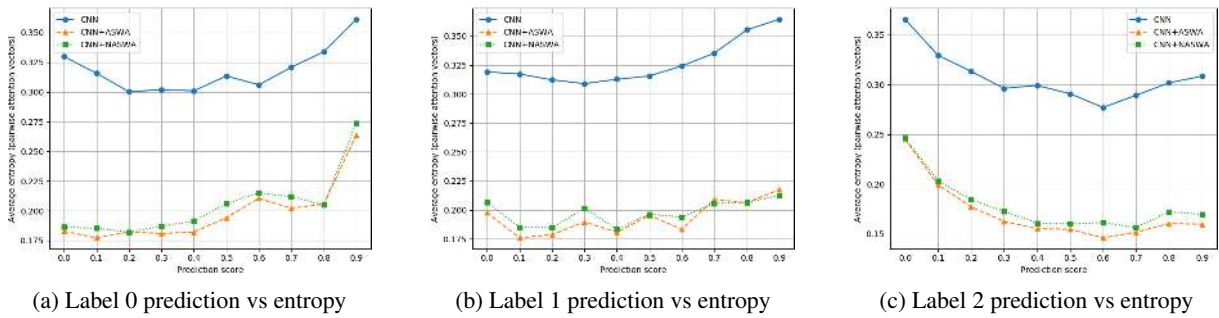 CNN
CNN+ASWA
CNN+NASWA
Average entropy (pairwise attention vectors)
0.350
0.325
0.300
0.275
0.250
0.225
0.200
0.175
0.0 0.1 0.2 0.3 0.4 0.5 0.6 0.7 0.8 0.9
Prediction score
(a) Label 0 prediction vs entropy
CNN
CNN+ASWA
CNN+NASWA
Average entropy (pairwise attention vectors)
0.350
0.325
0.300
0.275
0.250
0.225
0.200
0.175
0.0 0.1 0.2 0.3 0.4 0.5 0.6 0.7 0.8 0.9
Prediction score
(b) Label 1 prediction vs entropy
CNN
CNN+ASWA
CNN+NASWA
Average entropy (pairwise attention vectors)
0.35
0.30
0.25
0.20
0.15
0.0 0.1 0.2 0.3 0.4 0.5 0.6 0.7 0.8 0.9
Prediction score
(c) Label 2 prediction vs entropy